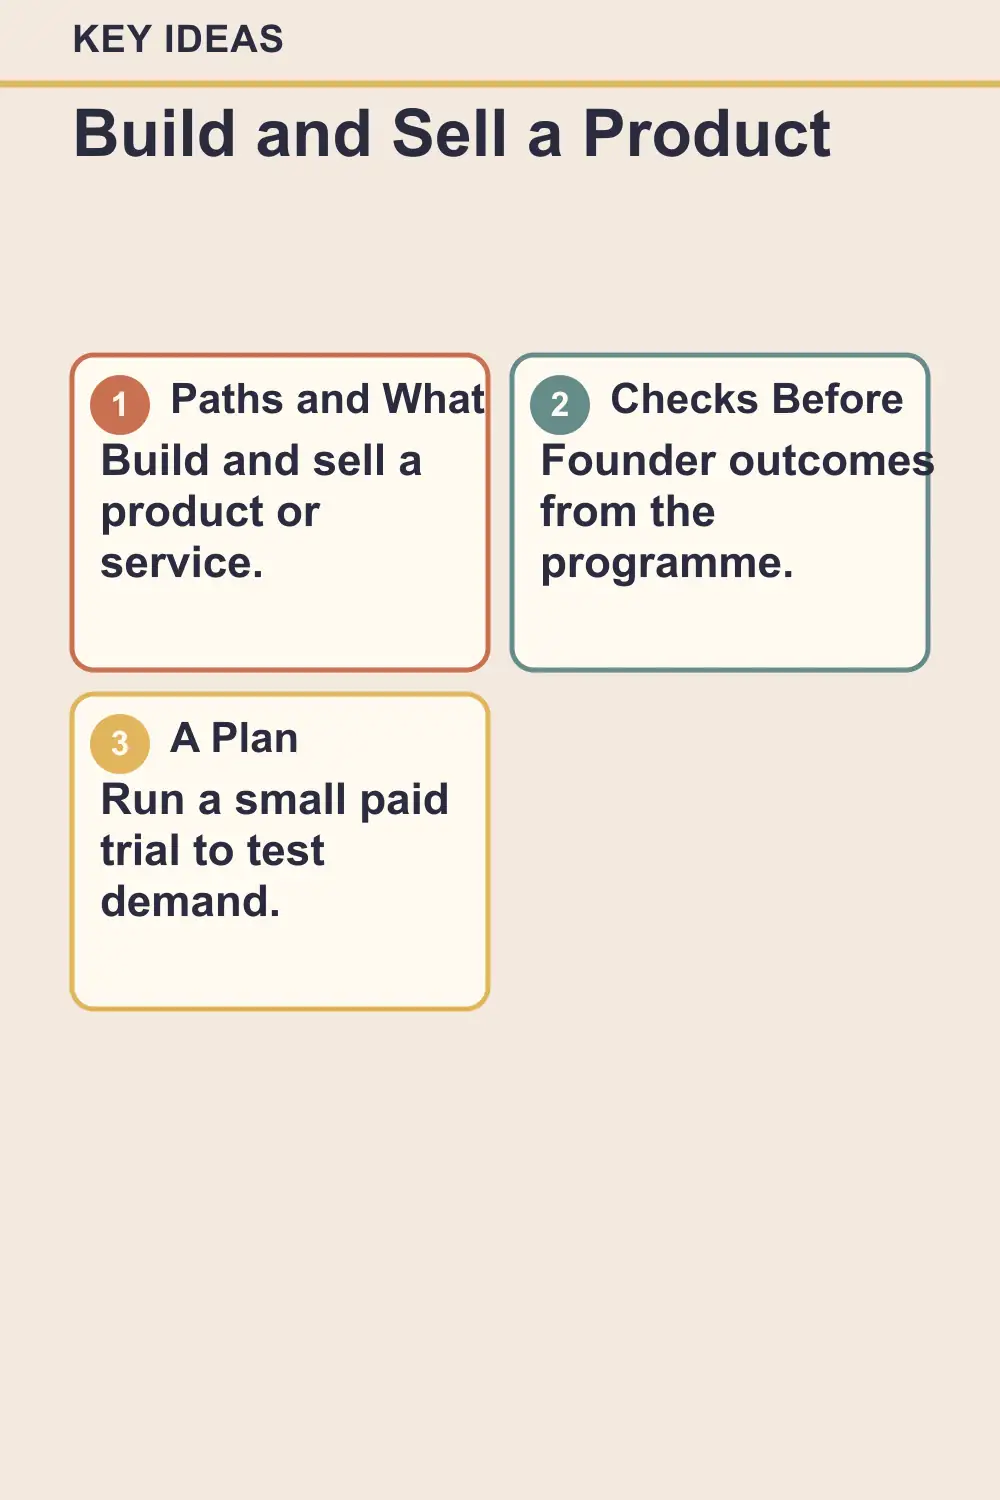 KEY IDEAS
Build and Sell a Product
1 Paths and What
Build and sell a
product or
service.
2 Checks Before
Founder outcomes
from the
programme.
3 A Plan
Run a small paid
trial to test
demand.